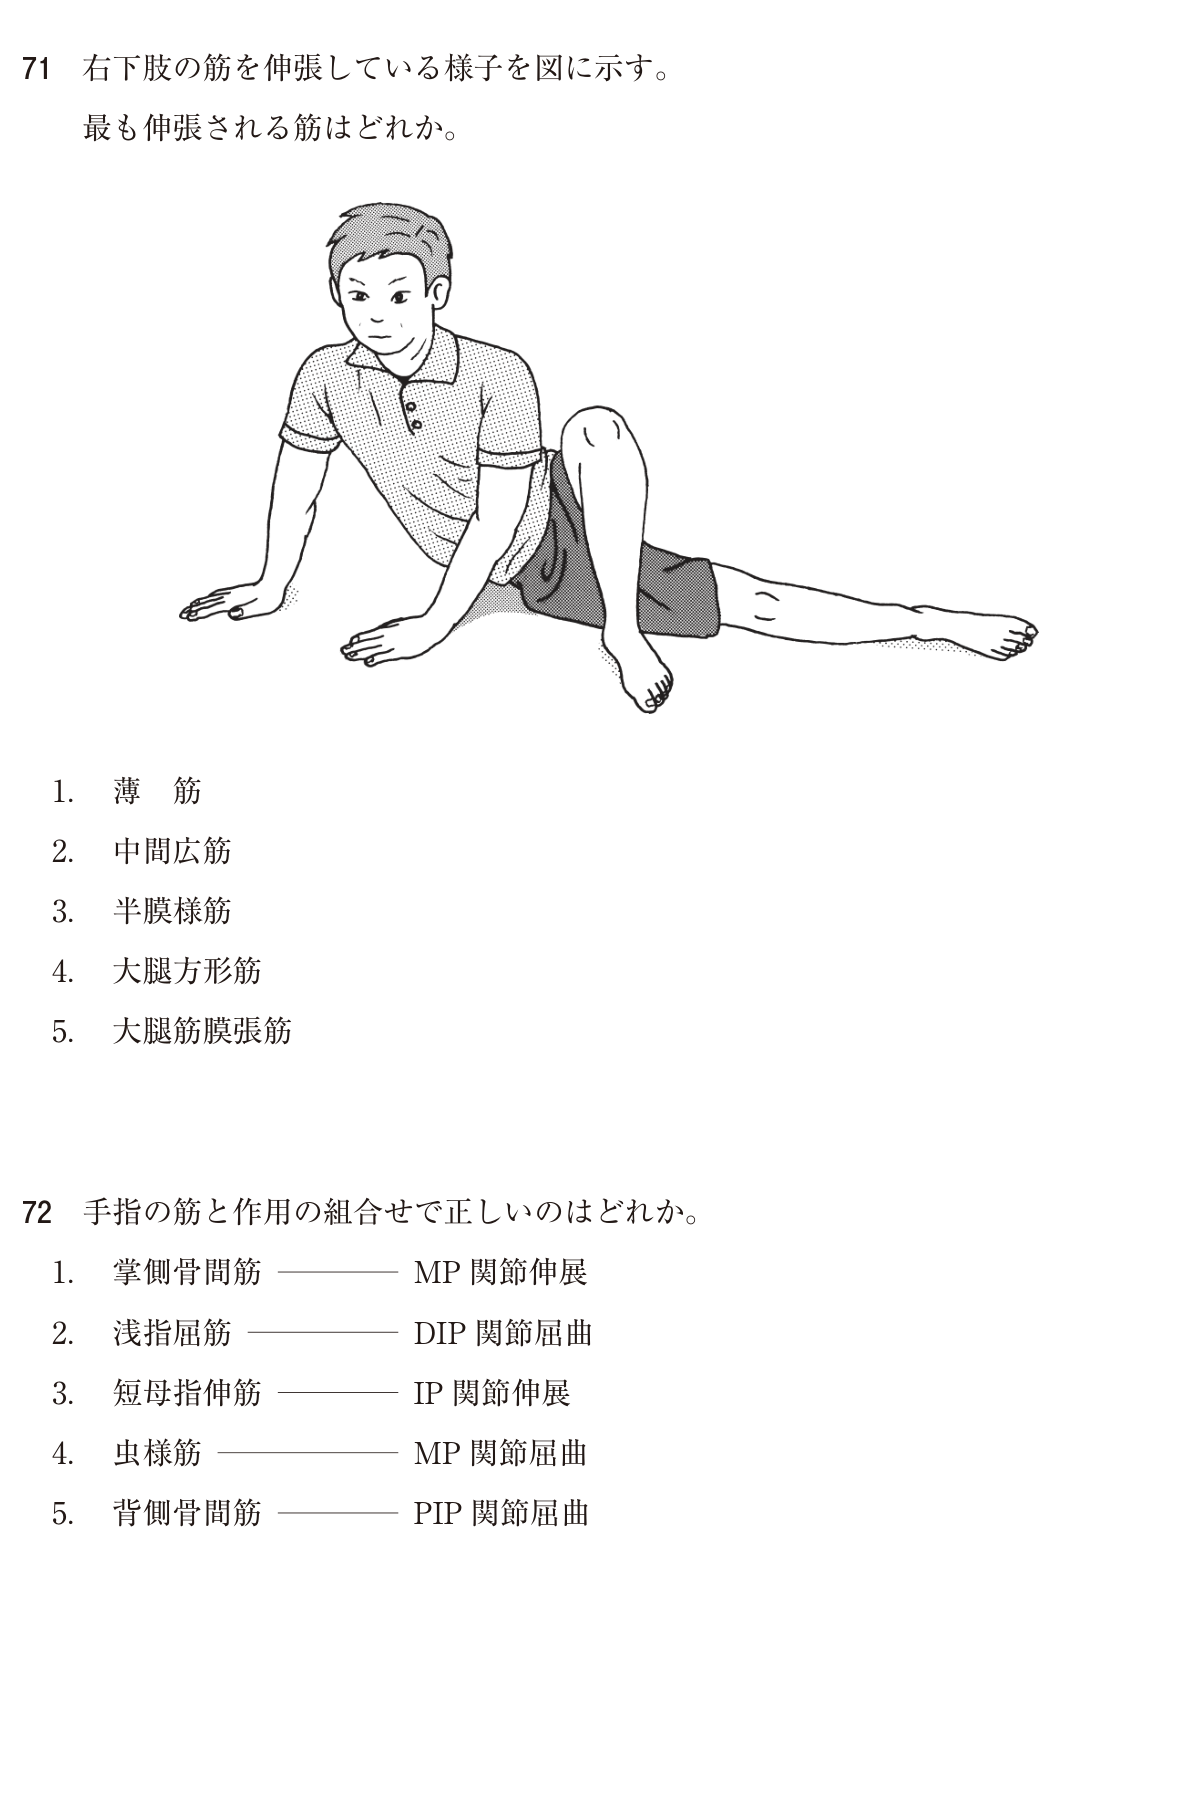 71 右下肢の筋を伸張している様子を図に示す。
最も伸張される筋はどれか。
1. 薄　筋
2. 中間広筋
3. 半膜様筋
4. 大腿方形筋
5. 大腿筋膜張筋
72 手指の筋と作用の組合せで正しいのはどれか。
1. 掌側骨間筋 ―――― MP 関節伸展
2. 浅指屈筋 ――――― DIP 関節屈曲
3. 短母指伸筋 ―――― IP 関節伸展
4. 虫様筋 ―――――― MP 関節屈曲
5. 背側骨間筋 ―――― PIP 関節屈曲